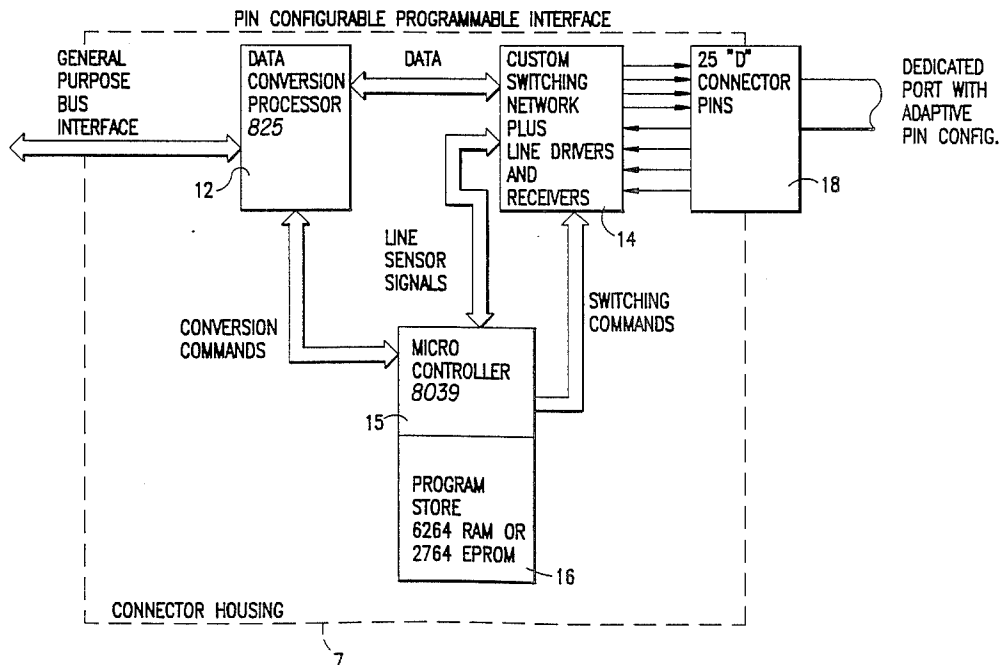 PIN CONFIGURABLE PROGRAMMABLE INTERFACE
GENERAL
PURPOSE
BUS
INTERFACE
DATA
CONVERSION
PROCESSOR
825
12
DATA
CUSTOM
SWITCHING
NETWORK
PLUS
LINE DRIVERS
AND
RECEIVERS
14
25 "D"
CONNECTOR
PINS
18
DEDICATED
PORT WITH
ADAPTIVE
PIN CONFIG.
LINE
SENSOR
SIGNALS
SWITCHING
COMMANDS
CONVERSION
COMMANDS
MICRO
CONTROLLER
8039
15
PROGRAM
STORE
6264 RAM OR
2764 EPROM
16
CONNECTOR HOUSING
7